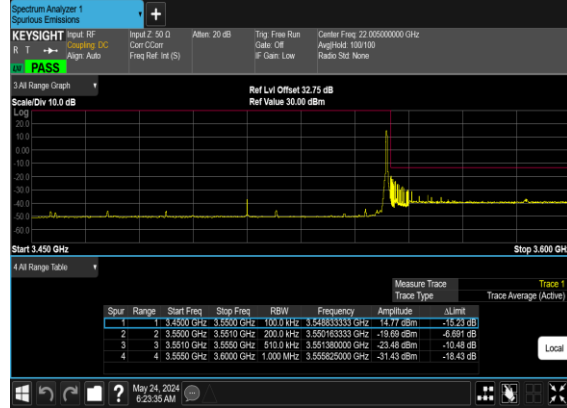 Spectrum Analyzer 1
Spurious Emissions
+
KEYSIGHT Input: RF Input Z: 50 Ω Atten: 20 dB Trig: Free Run Center Freq: 22.005000000 GHz
R T Coupling: DC Corr CCorr Gate: Off Avg|Hold: 100/100
Align: Auto Freq Ref: Int (S) IF Gain: Low Radio Std: None
LW PASS
3 All Range Graph
Ref Lvl Offset 32.75 dB
Scale/Div 10.0 dB Ref Value 30.00 dBm
Log
20.0
10.0
0.00
-10.0
-20.0
-30.0
-40.0
-50.0
-60.0
Start 3.450 GHz Stop 3.600 GHz
4 All Range Table
Measure Trace Trace 1
Trace Type Trace Average (Active)
Spur Range Start Freq Stop Freq RBW Frequency Amplitude ΔLimit
1 1 3.4500 GHz 3.5500 GHz 100.0 kHz 3.548833333 GHz 14.77 dBm -15.23 dB
2 2 3.5500 GHz 3.5510 GHz 200.0 kHz 3.550163333 GHz -19.69 dBm -6.691 dB
3 3 3.5510 GHz 3.5550 GHz 510.0 kHz 3.551380000 GHz -23.48 dBm -10.48 dB
4 4 3.5550 GHz 3.6000 GHz 1.000 MHz 3.555825000 GHz -31.43 dBm -18.43 dB
Local
? May 24, 2024
6:23:35 AM